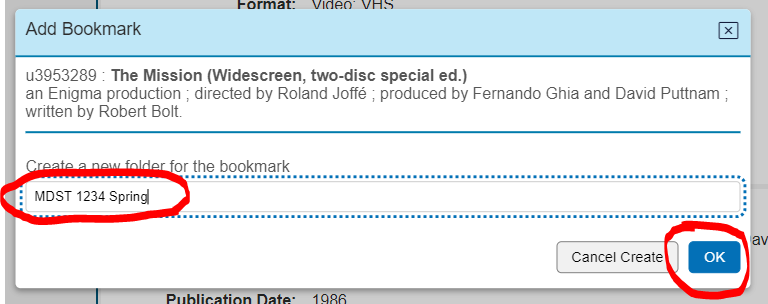 Format: Video: VHS
Add Bookmark
u3953289 : The Mission (Widescreen, two-disc special ed.)
an Enigma production ; directed by Roland Joffé ; produced by Fernando Ghia and David Puttnam ;
written by Robert Bolt.
Create a new folder for the bookmark
MDST 1234 Spring
Cancel Create OK
Publication Date: 1986